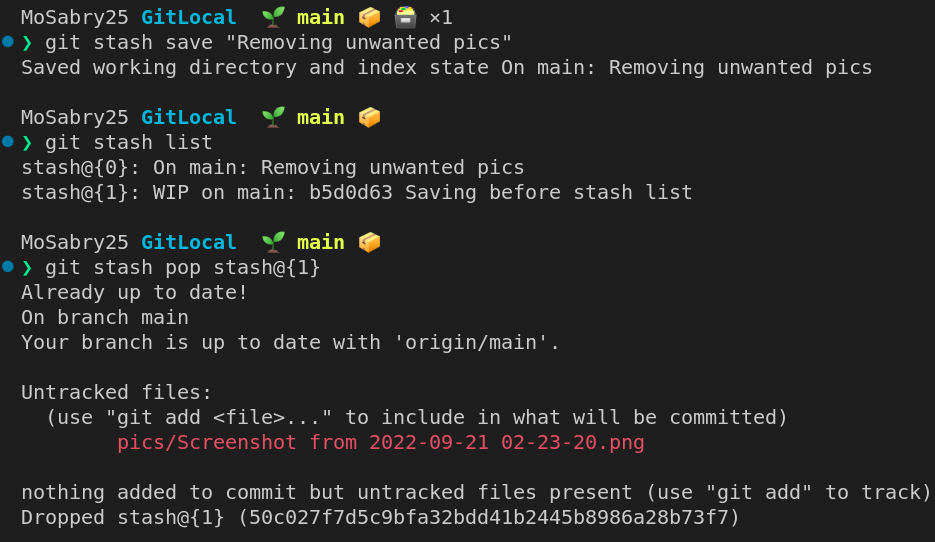 MoSabry25 GitLocal 🌱 main 📦 🗃️ ×1
❯ git stash save "Removing unwanted pics"
Saved working directory and index state On main: Removing unwanted pics
MoSabry25 GitLocal 🌱 main 📦
❯ git stash list
stash@{0}: On main: Removing unwanted pics
stash@{1}: WIP on main: b5d0d63 Saving before stash list
MoSabry25 GitLocal 🌱 main 📦
❯ git stash pop stash@{1}
Already up to date!
On branch main
Your branch is up to date with 'origin/main'.
Untracked files:
(use "git add <file>..." to include in what will be committed)
pics/Screenshot from 2022-09-21 02-23-20.png
nothing added to commit but untracked files present (use "git add" to track)
Dropped stash@{1} (50c027f7d5c9bfa32bdd41b2445b8986a28b73f7)